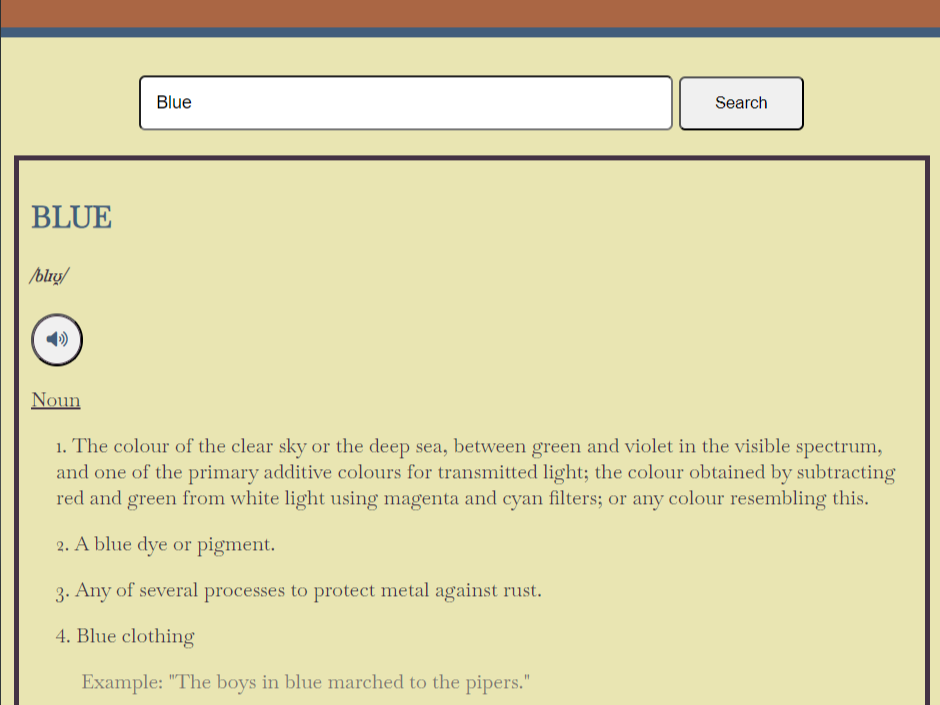 Blue
Search
BLUE
/blɪʊ̯/
Noun
1. The colour of the clear sky or the deep sea, between green and violet in the visible spectrum,
and one of the primary additive colours for transmitted light; the colour obtained by subtracting
red and green from white light using magenta and cyan filters; or any colour resembling this.
2. A blue dye or pigment.
3. Any of several processes to protect metal against rust.
4. Blue clothing
Example: "The boys in blue marched to the pipers."